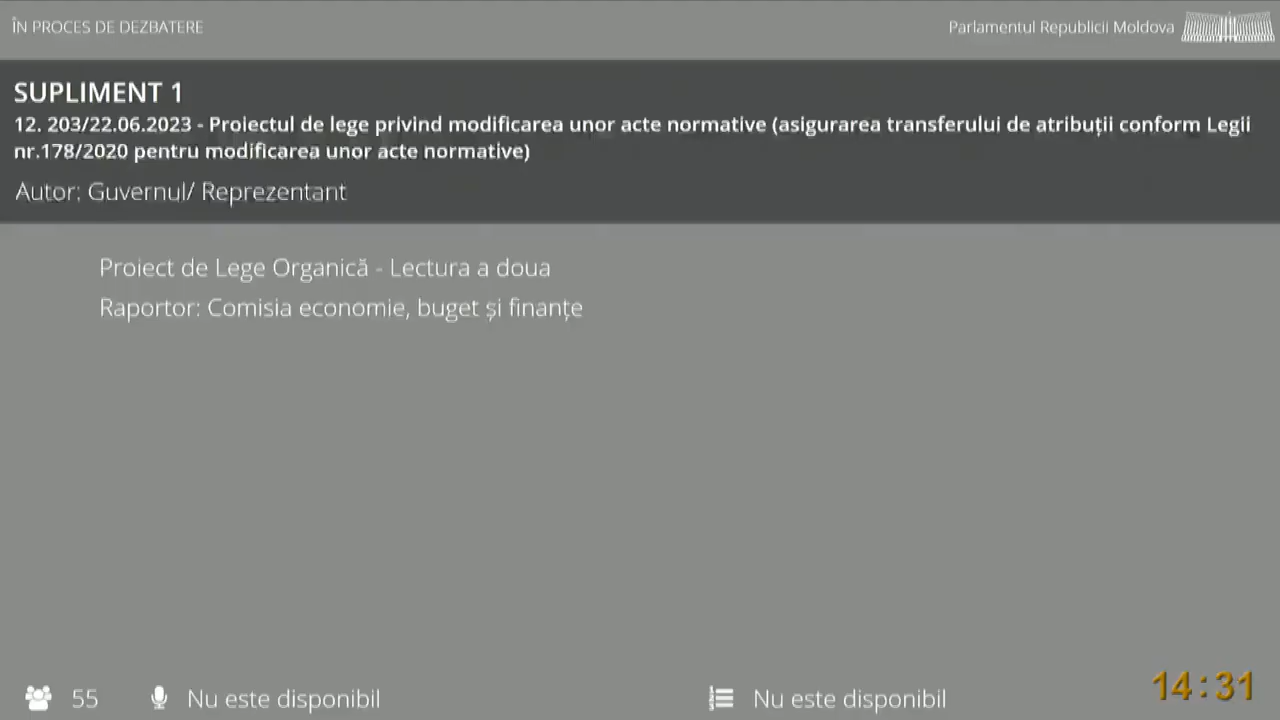 ÎN PROCES DE DEZBATERE
Parlamentul Republicii Moldova
SUPLIMENT 1
12. 203/22.06.2023 - Proiectul de lege privind modificarea unor acte normative (asigurarea transferului de atribuții conform Legii
nr.178/2020 pentru modificarea unor acte normative)
Autor: Guvernul/ Reprezentant
Proiect de Lege Organică - Lectura a doua
Raportor: Comisia economie, buget și finanțe
55 Nu este disponibil Nu este disponibil 14:31